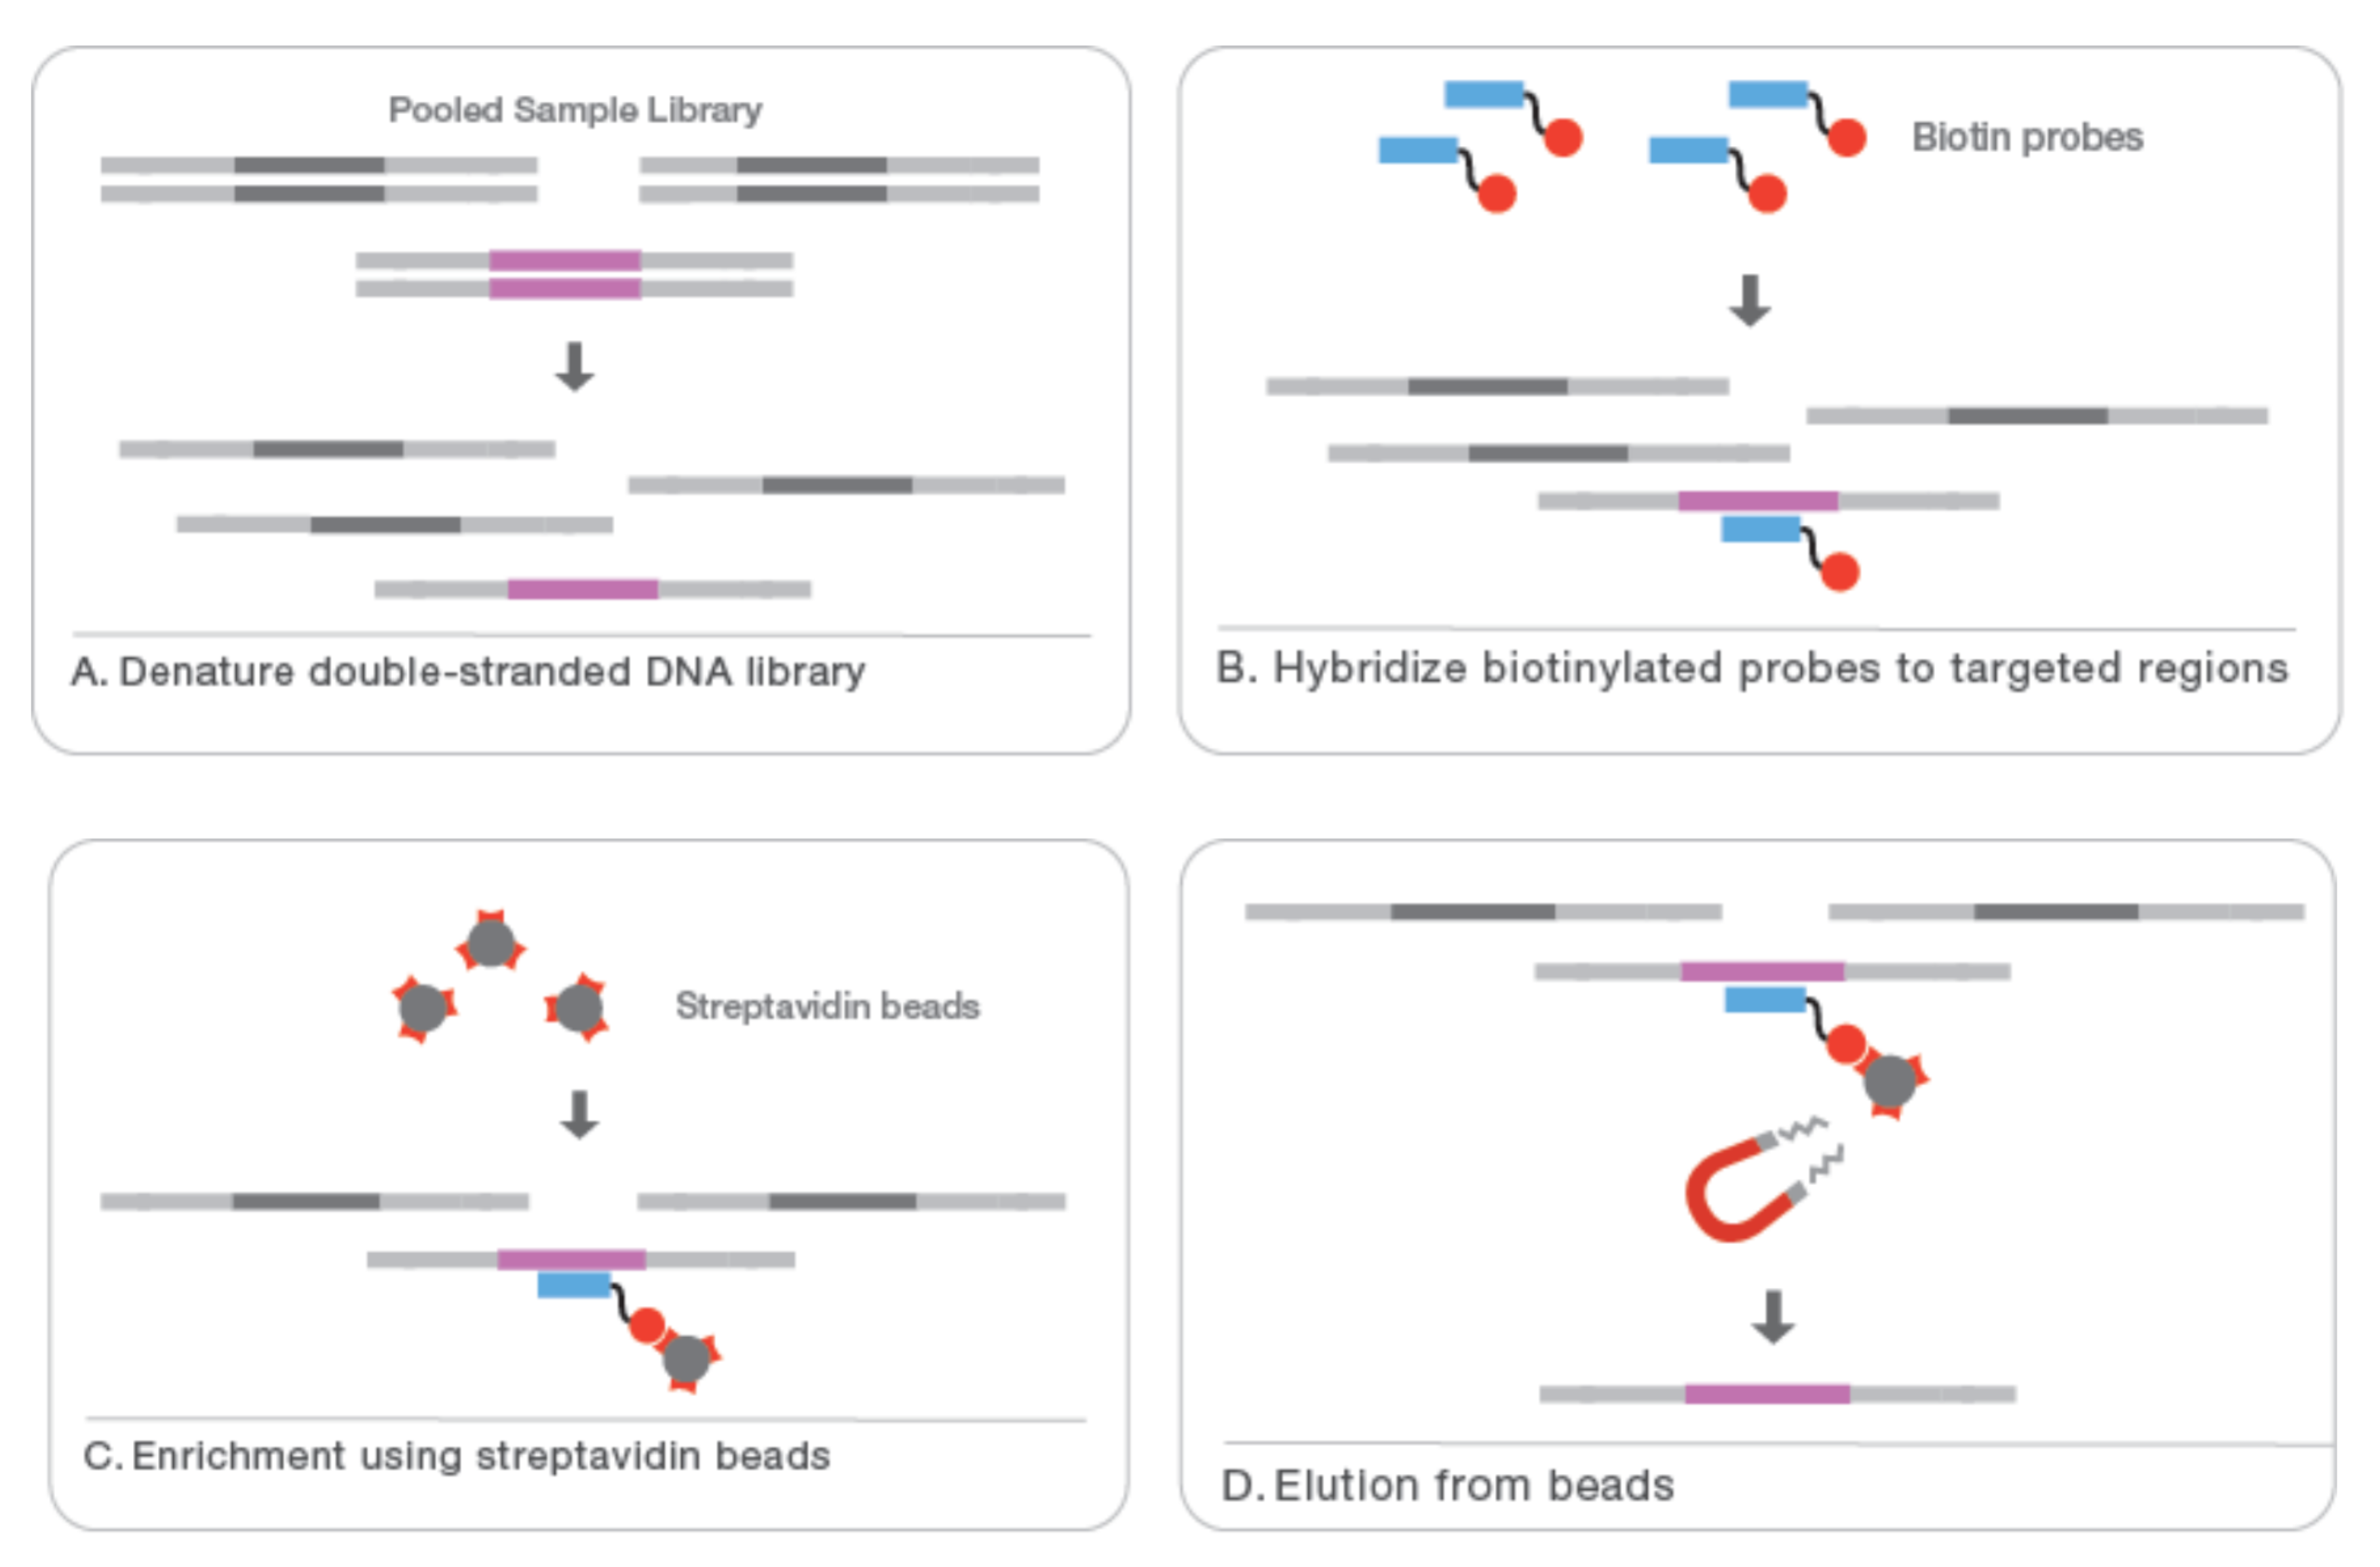 Pooled Sample Library
A. Denature double-stranded DNA library
Biotin probes
B. Hybridize biotinylated probes to targeted regions
Streptavidin beads
C. Enrichment using streptavidin beads
D. Elution from beads